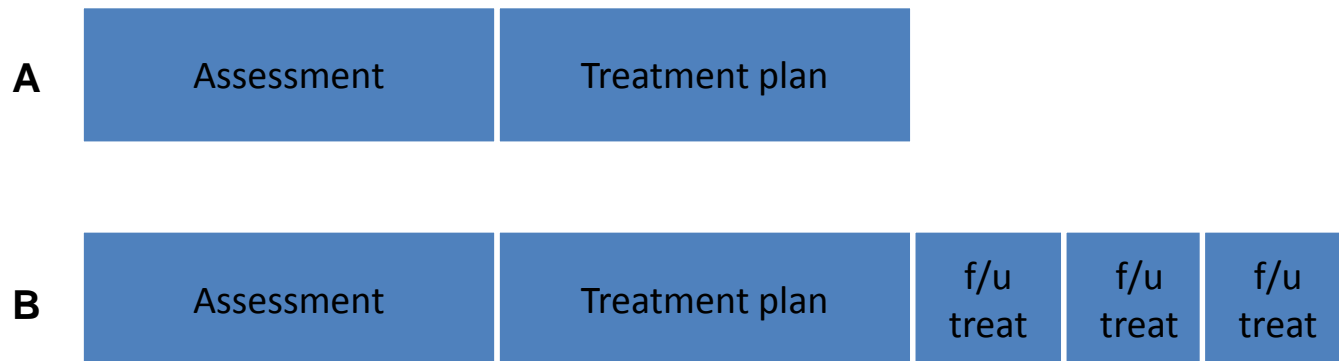 A Assessment Treatment plan
B Assessment Treatment plan
f/u treat
f/u treat
f/u treat